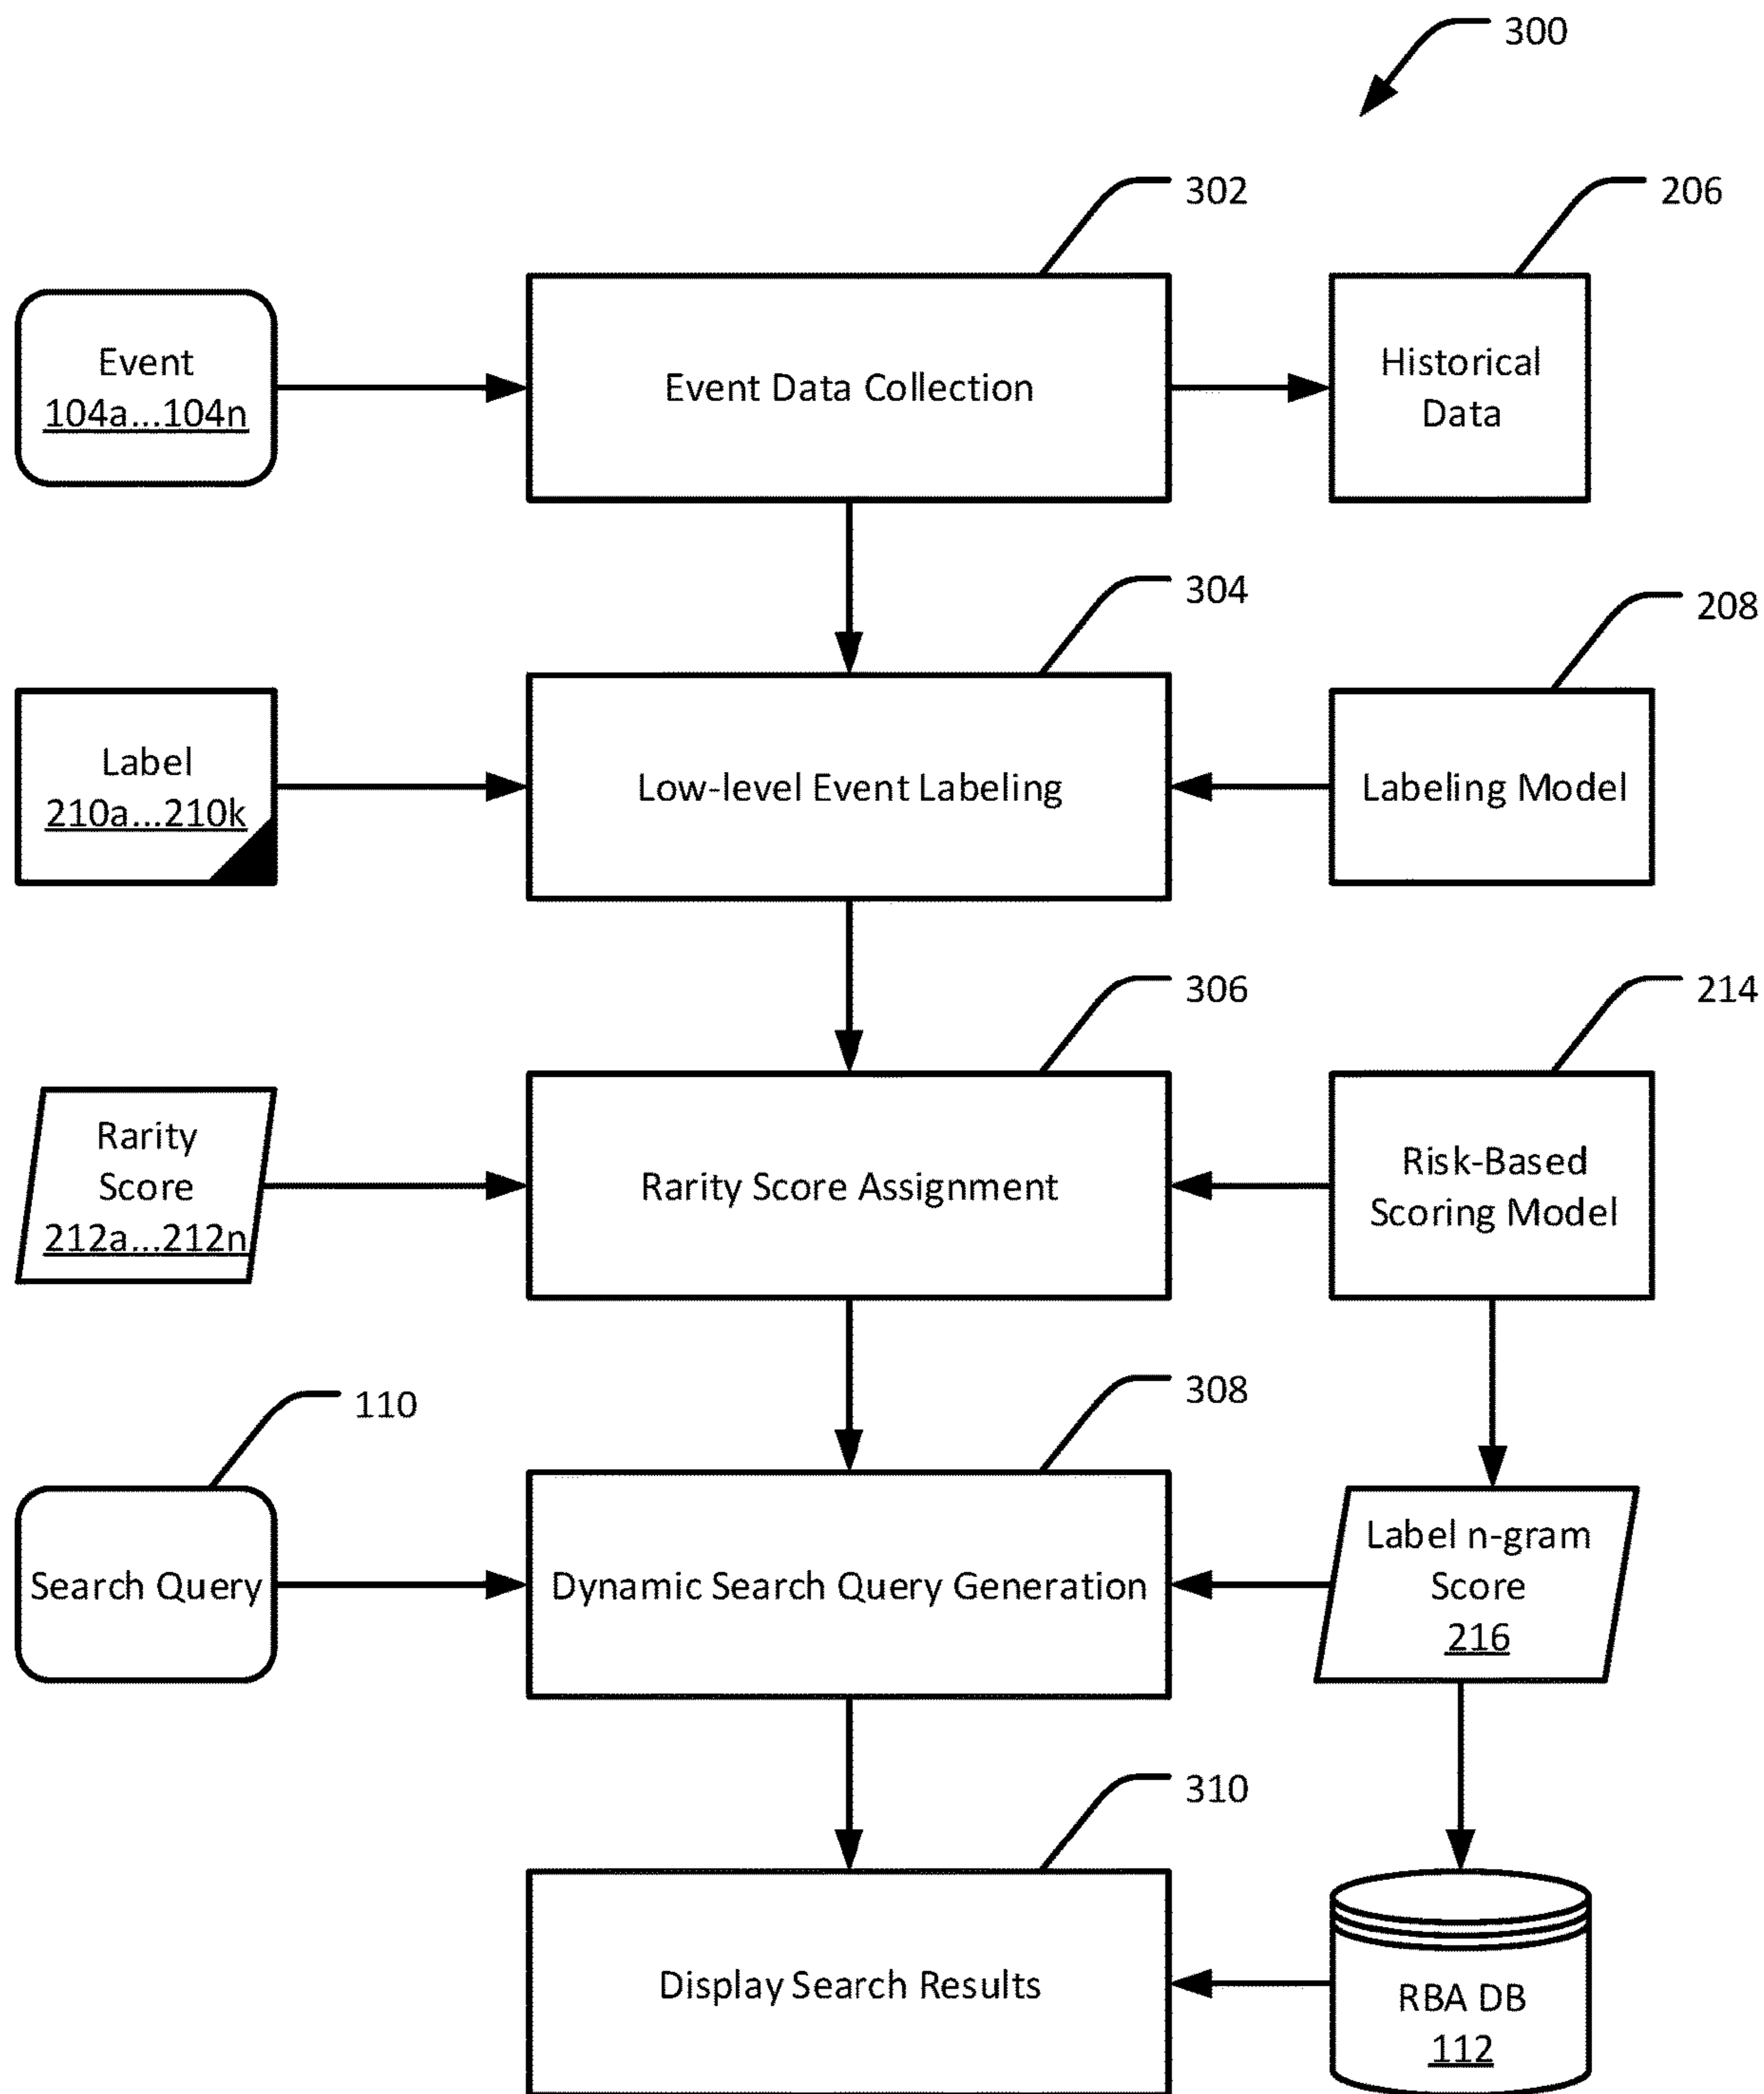 300
302
206
Event
104a...104n
Event Data Collection
Historical
Data
304
208
Label
210a...210k
Low-level Event Labeling
Labeling Model
306
214
Rarity
Score
212a...212n
Rarity Score Assignment
Risk-Based
Scoring Model
110
308
Search Query
Dynamic Search Query Generation
Label n-gram
Score
216
310
Display Search Results
RBA DB
112